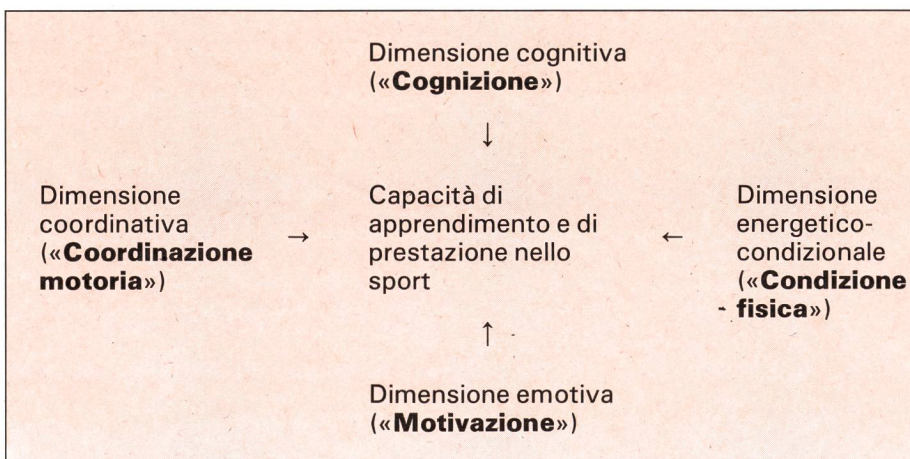 Dimensione cognitiva
(«Cognizione»)
↓
Dimensione
coordinativa
(«Coordinazione
motoria»)
→
Capacità di
apprendimento e di
prestazione nello
sport
←
Dimensione
energetico-
condizionale
(«Condizione
fisica»)
↑
Dimensione emotiva
(«Motivazione»)